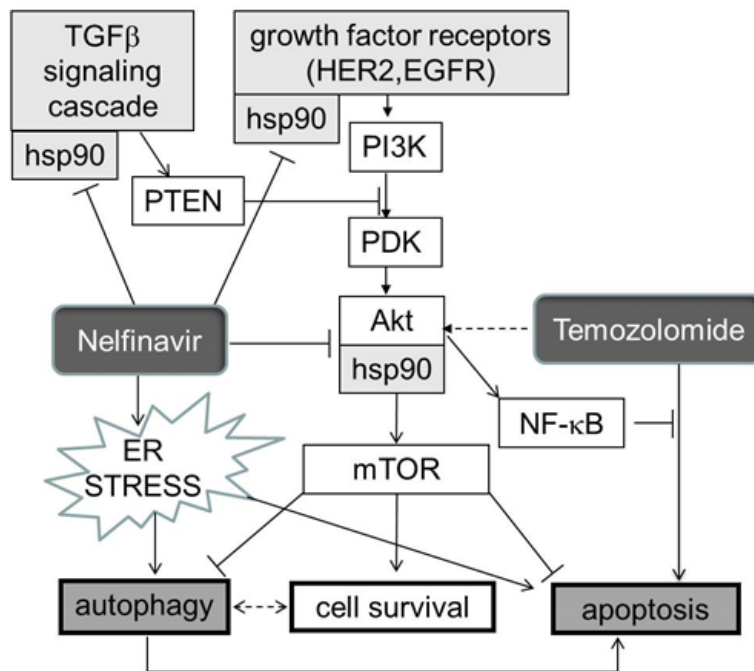 TGFβ
signaling
cascade
hsp90
growth factor receptors
(HER2,EGFR)
hsp90
PI3K
PTEN
PDK
Nelfinavir
Akt
hsp90
Temozolomide
NF-κB
ER
STRESS
mTOR
autophagy
cell survival
apoptosis